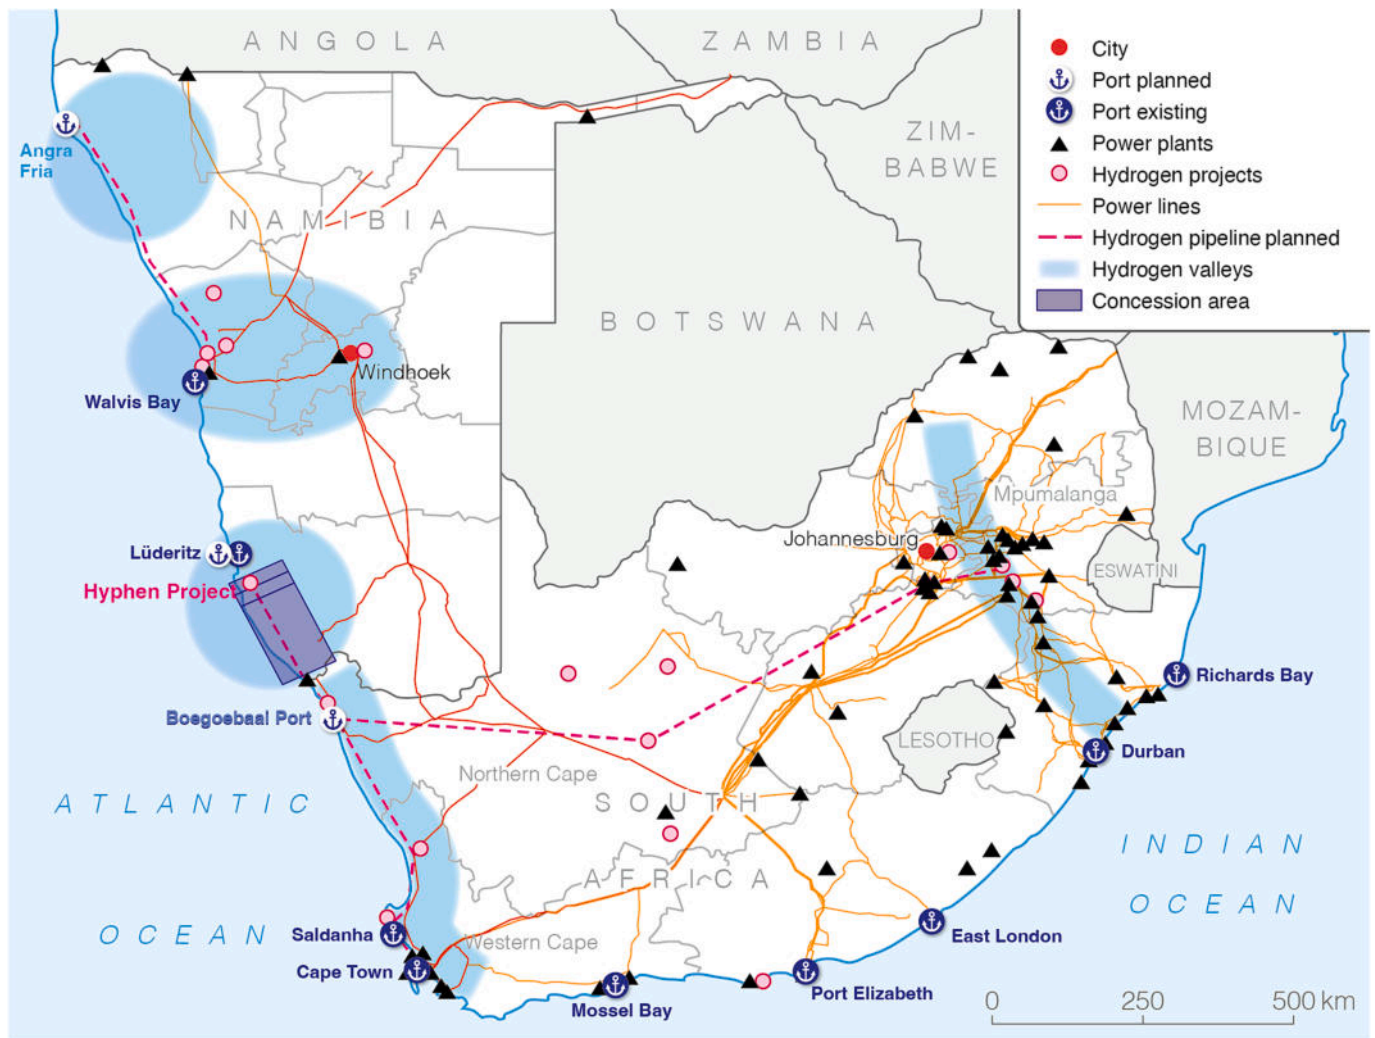 ANGOLA
ZAMBIA
City
Port planned
Port existing
Power plants
Hydrogen projects
Power lines
Hydrogen pipeline planned
Hydrogen valleys
Concession area
ZIM-
BABWE
Angra
Fria
NAMIBIA
BOTSWANA
Windhoek
Walvis Bay
MOZAM-
BIQUE
Mpumalanga
Johannesburg
Lüderitz
ESWATINI
Hyphen Project
Richards Bay
Boegoebaal Port
LESOTHO
Durban
Northern Cape
ATLANTIC
SOUTH
INDIAN
AFRICA
OCEAN
OCEAN
Saldanha
Western Cape
East London
Cape Town
Port Elizabeth
Mossel Bay
0 250 500 km